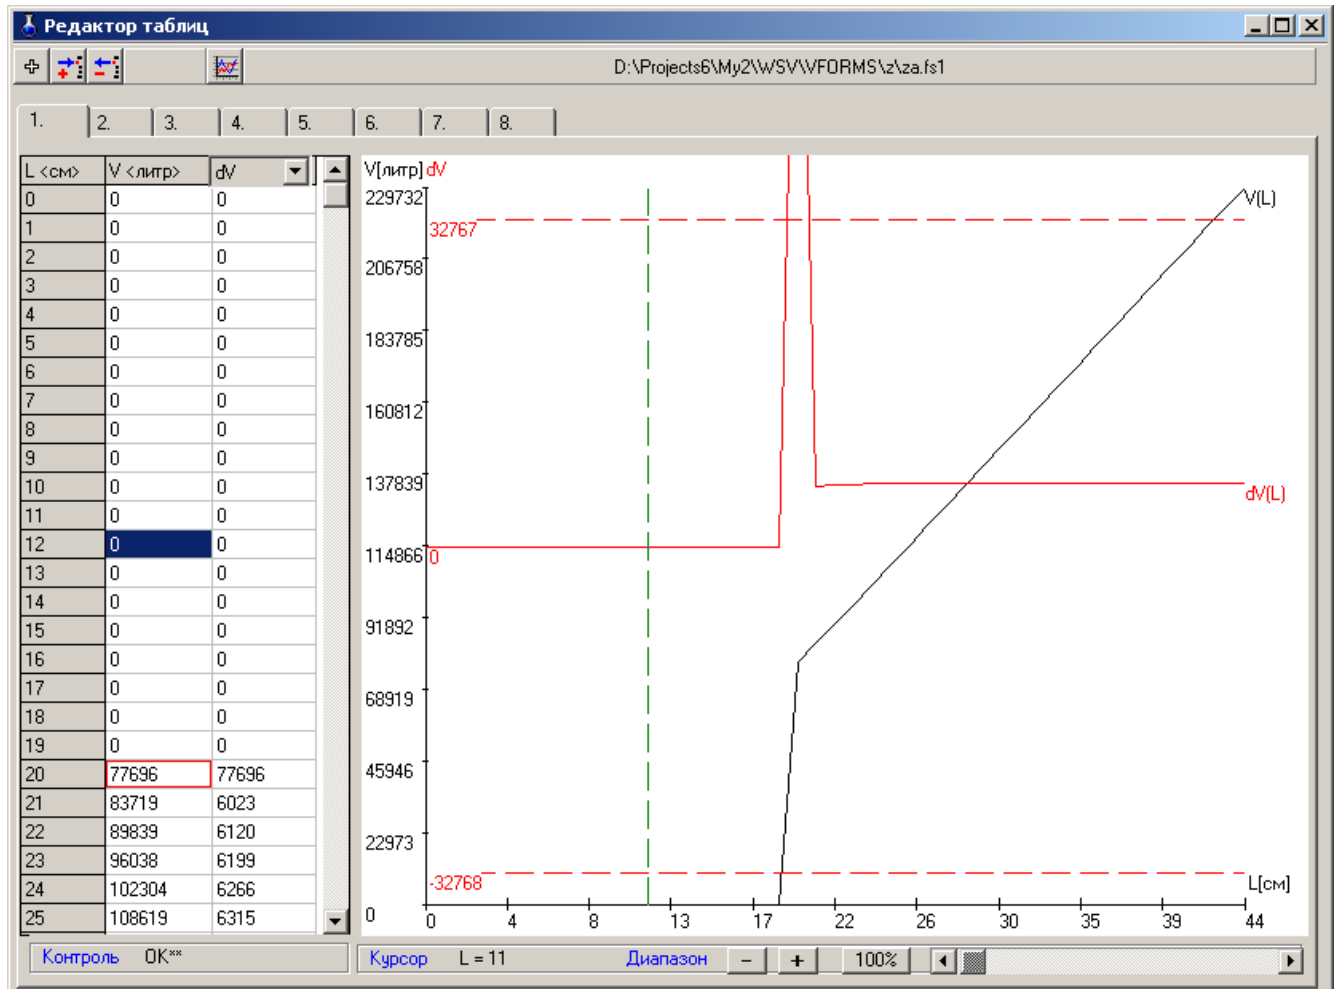 Редактор таблиц
D:\Projects6\My2\WSV\VFORMS\z\za.fs1
1. 2. 3. 4. 5. 6. 7. 8.
L <см> V <литр> dV
0 0 0
1 0 0
2 0 0
3 0 0
4 0 0
5 0 0
6 0 0
7 0 0
8 0 0
9 0 0
10 0 0
11 0 0
12 0 0
13 0 0
14 0 0
15 0 0
16 0 0
17 0 0
18 0 0
19 0 0
20 77696 77696
21 83719 6023
22 89839 6120
23 96038 6199
24 102304 6266
25 108619 6315
V[литр] dV
229732
V(L)
32767
206758
183785
160812
137839
dV(L)
114866 0
91892
68919
45946
22973
-32768
L[см]
0
0 4 8 13 17 22 26 30 35 39 44
Контроль OK**
Курсор L = 11 Диапазон - + 100%